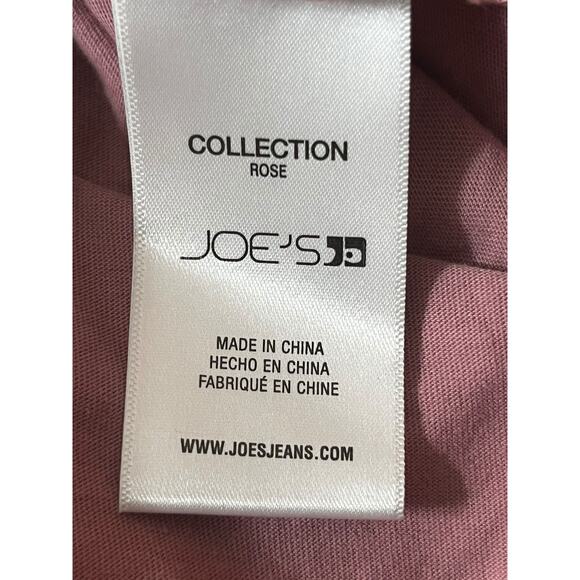 COLLECTION
ROSE
JOE'S
MADE IN CHINA
HECHO EN CHINA
FABRIQUÉ EN CHINE
WWW.JOESJEANS.COM